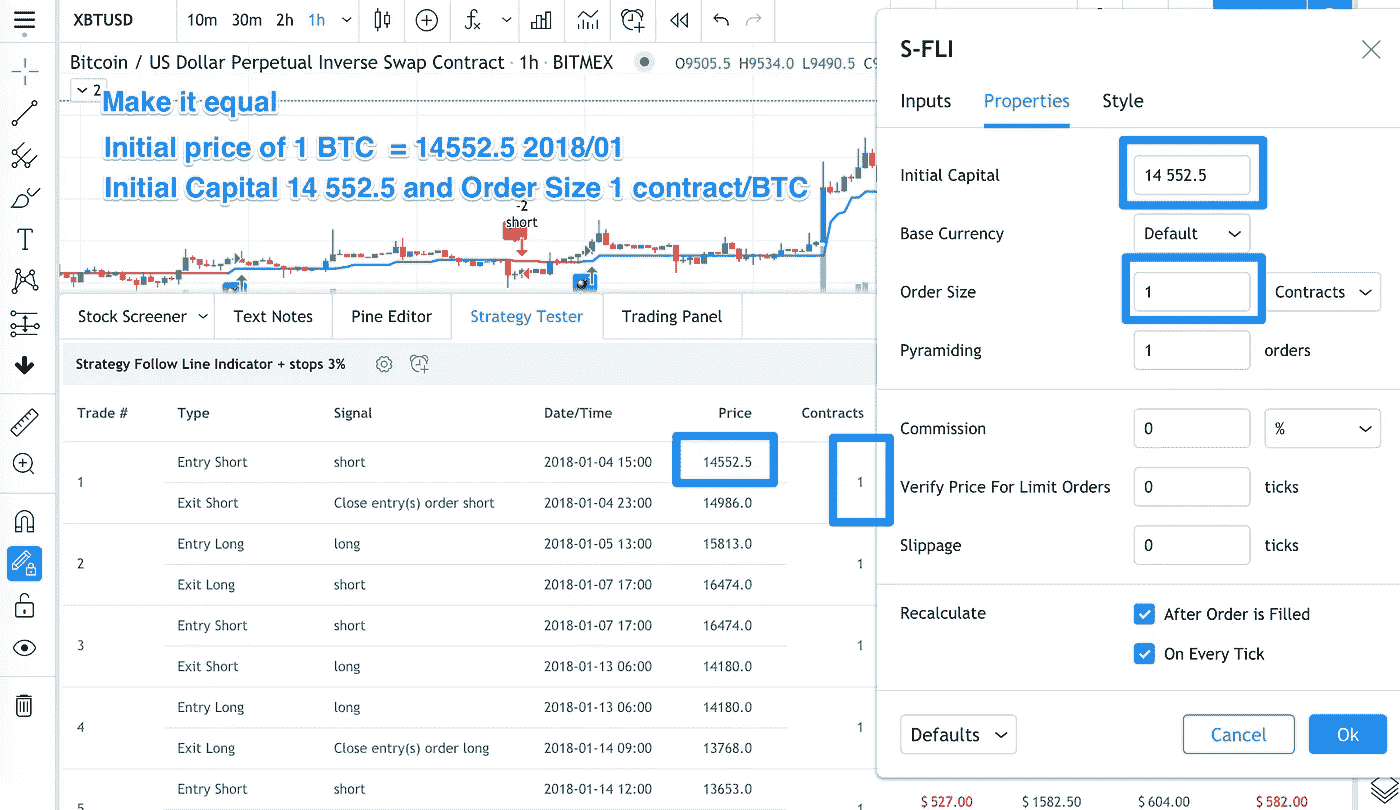 XBTUSD 10m 30m 2h 1h
Bitcoin / US Dollar Perpetual Inverse Swap Contract · 1h · BITMEX O9505.5 H9534.0 L9490.5 C9
2
Make it equal
Initial price of 1 BTC = 14552.5 2018/01
Initial Capital 14 552.5 and Order Size 1 contract/BTC
-2
short
Stock Screener Text Notes Pine Editor Strategy Tester Trading Panel
Strategy Follow Line Indicator + stops 3%
Trade # Type Signal Date/Time Price Contracts
1
Entry Short short 2018-01-04 15:00 14552.5 1
Exit Short Close entry(s) order short 2018-01-04 23:00 14986.0
2
Entry Long long 2018-01-05 13:00 15813.0 1
Exit Long short 2018-01-07 17:00 16474.0
3
Entry Short short 2018-01-07 17:00 16474.0 1
Exit Short long 2018-01-13 06:00 14180.0
4
Entry Long long 2018-01-13 06:00 14180.0 1
Exit Long Close entry(s) order long 2018-01-14 09:00 13768.0
5
Entry Short short 2018-01-14 12:00 13653.0
$ 527.00 $ 1582.50 $ 604.00 $ 582.00
S-FLI
Inputs Properties Style
Initial Capital 14 552.5
Base Currency Default
Order Size 1 Contracts
Pyramiding 1 orders
Commission 0 %
Verify Price For Limit Orders 0 ticks
Slippage 0 ticks
Recalculate After Order is Filled
On Every Tick
Defaults Cancel Ok